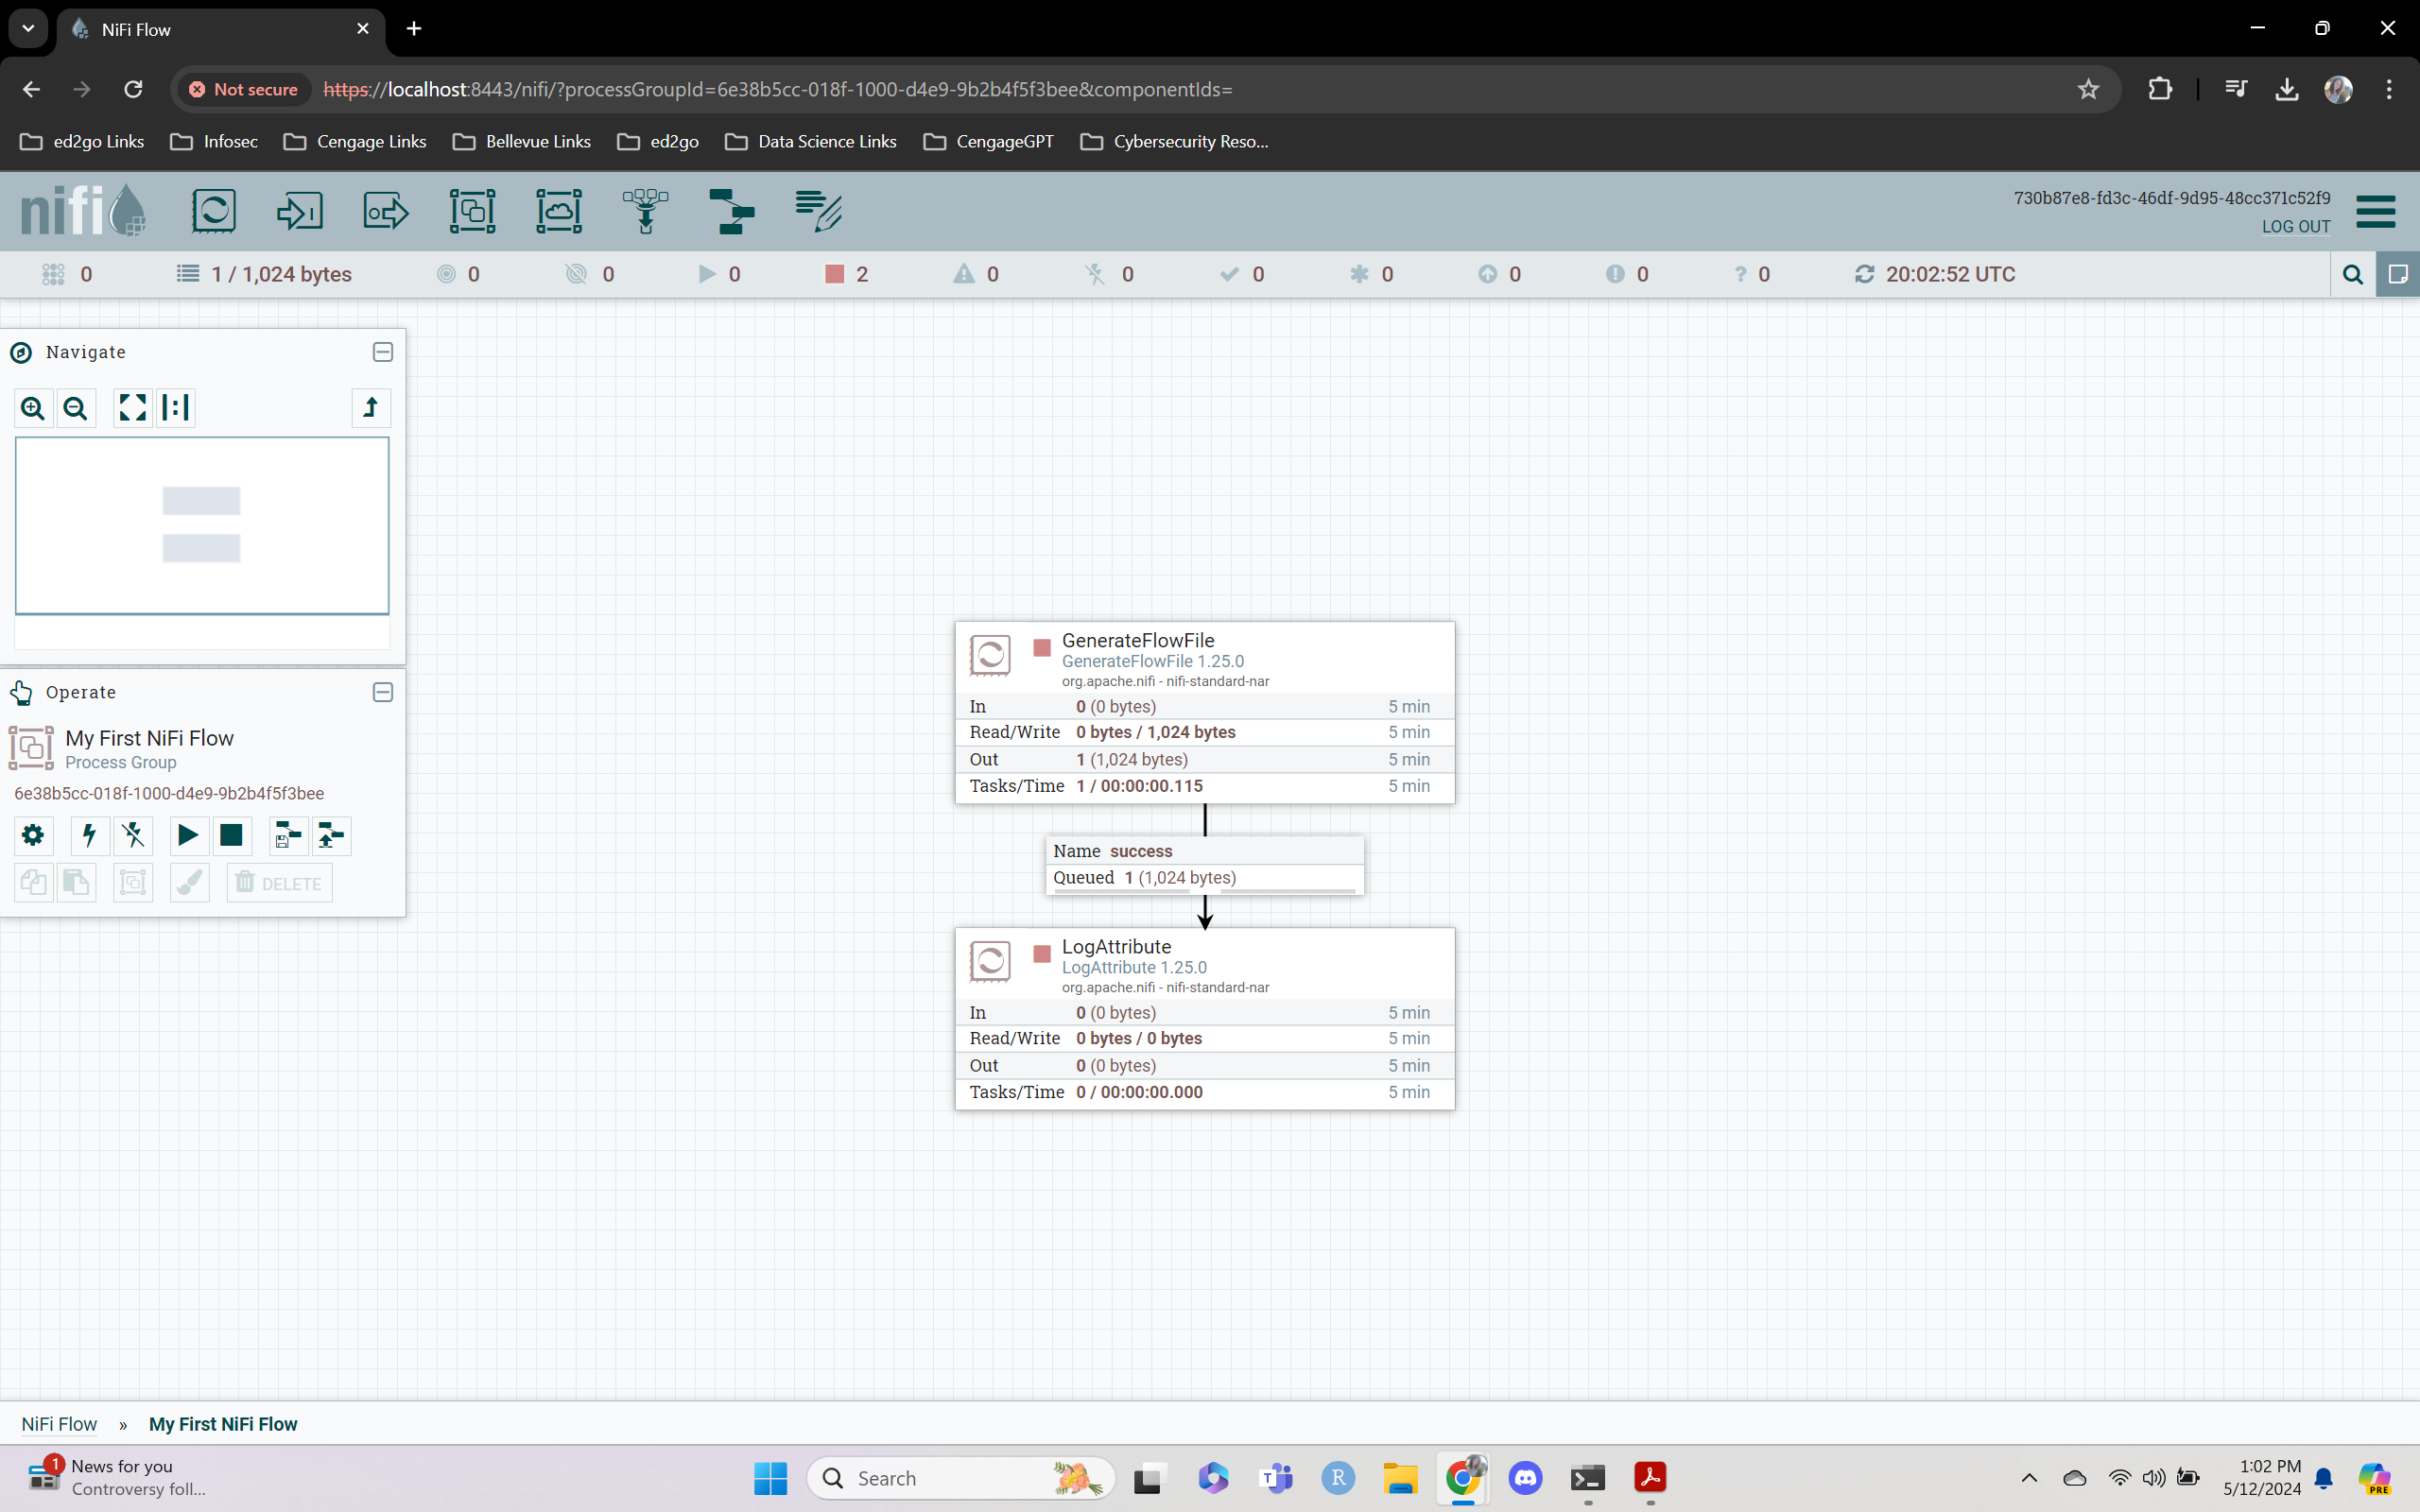 NiFi Flow
Not secure https://localhost:8443/nifi/?processGroupId=6e38b5cc-018f-1000-d4e9-9b2b4f5f3bee&componentIds=
ed2go Links Infosec Cengage Links Bellevue Links ed2go Data Science Links CengageGPT Cybersecurity Reso...
nifi
730b87e8-fd3c-46df-9d95-48cc371c52f9
LOG OUT
0 1 / 1,024 bytes 0 0 0 2 0 0 0 0 0 0 ? 0 20:02:52 UTC
Navigate
Operate
My First NiFi Flow
Process Group
6e38b5cc-018f-1000-d4e9-9b2b4f5f3bee
DELETE
GenerateFlowFile
GenerateFlowFile 1.25.0
org.apache.nifi - nifi-standard-nar
In 0 (0 bytes) 5 min
Read/Write 0 bytes / 1,024 bytes 5 min
Out 1 (1,024 bytes) 5 min
Tasks/Time 1 / 00:00:00.115 5 min
Name success
Queued 1 (1,024 bytes)
LogAttribute
LogAttribute 1.25.0
org.apache.nifi - nifi-standard-nar
In 0 (0 bytes) 5 min
Read/Write 0 bytes / 0 bytes 5 min
Out 0 (0 bytes) 5 min
Tasks/Time 0 / 00:00:00.000 5 min
NiFi Flow » My First NiFi Flow
1 News for you
Controversy foll...
Search
T
R
1:02 PM
5/12/2024
PRE